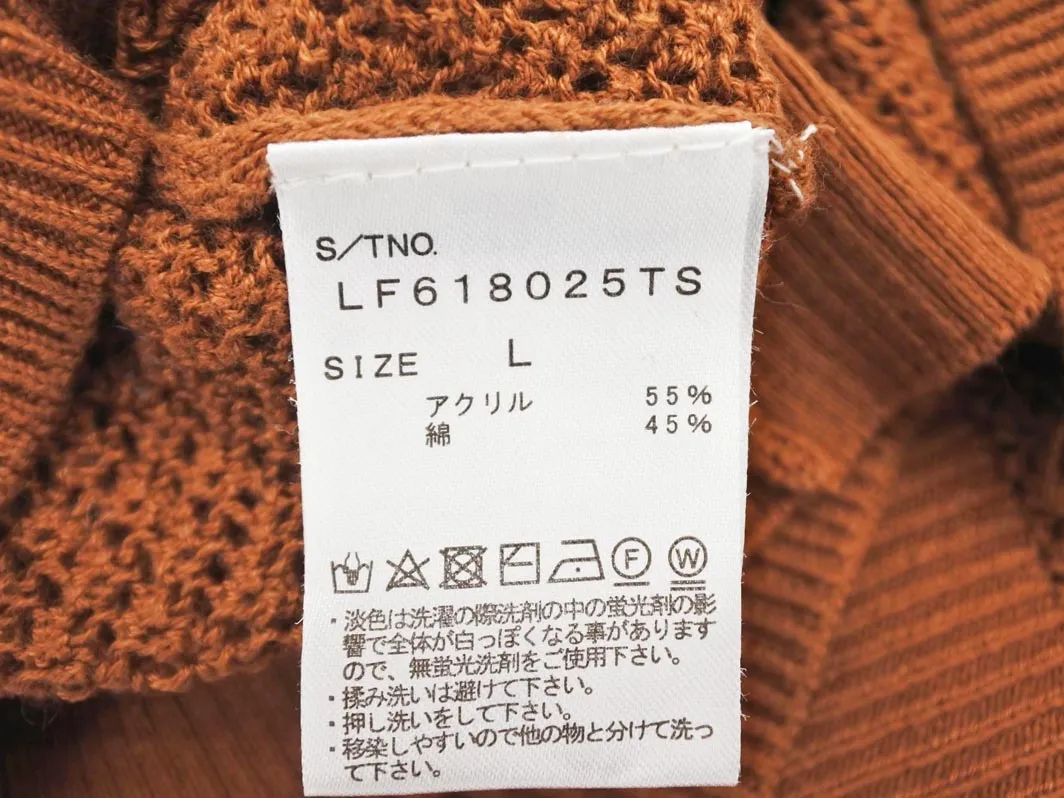 S/TNO.
LF618025TS
SIZE L
アクリル 55%
綿 45%
F W
・淡色は洗濯の際洗剤の中の蛍光剤の影
響で全体が白っぽくなる事があります
ので、無蛍光洗剤をご使用下さい。
・揉み洗いは避けて下さい。
・押し洗いをして下さい。
・移染しやすいので他の物と分けて洗っ
て下さい。